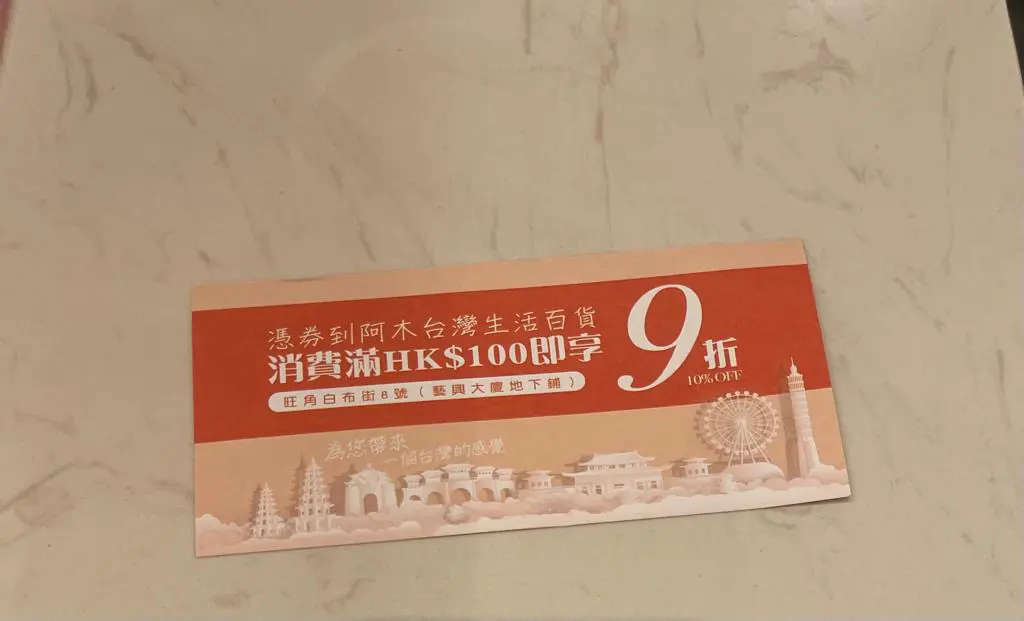 憑券到阿木台灣生活百貨
消費滿HK$100即享
9折
10% OFF
旺角白布街8號（藝興大廈地下鋪）
為您帶來
一個台灣的感覺